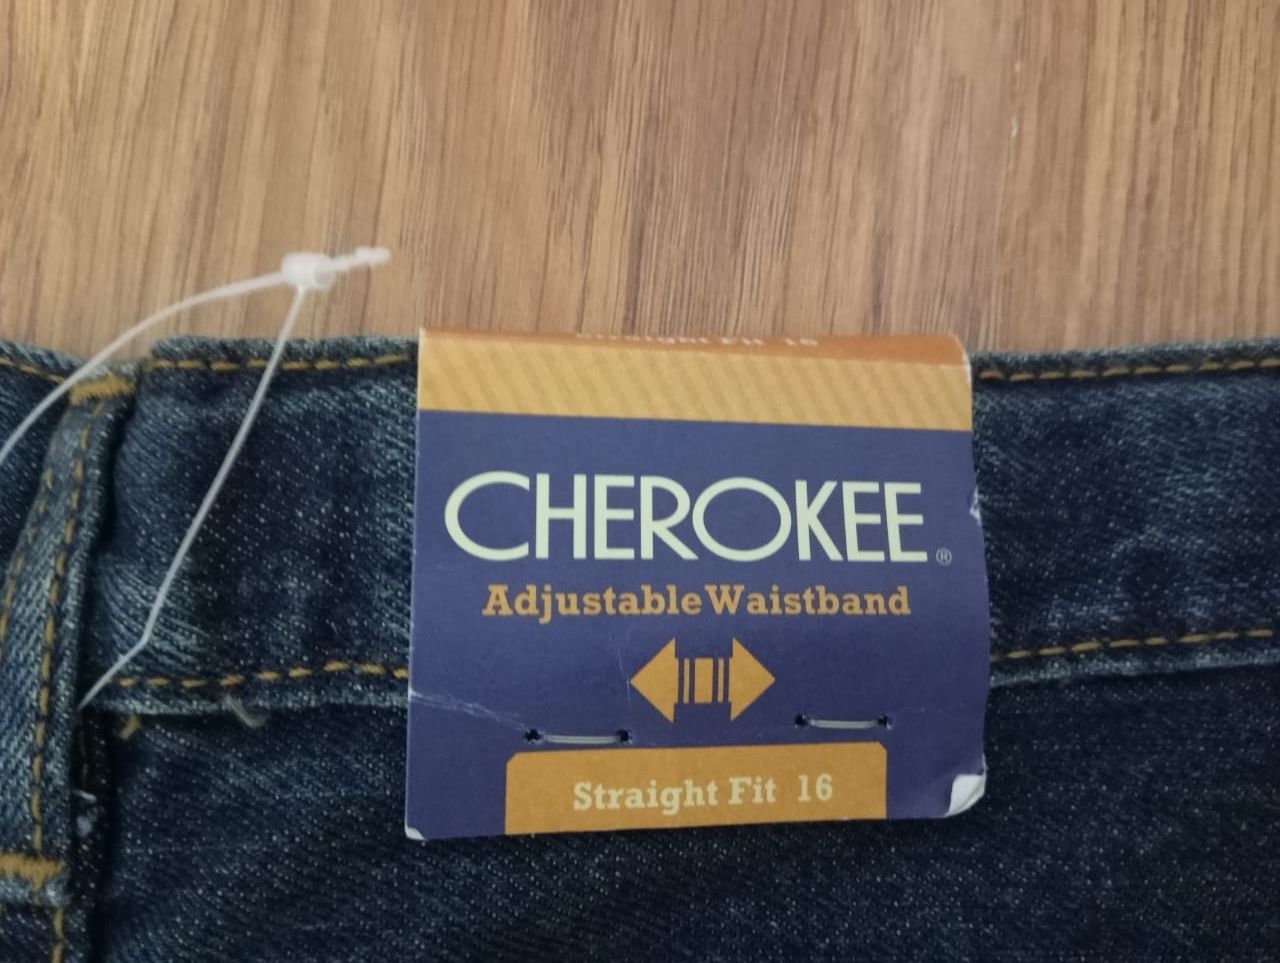 Straight Fit 16
CHEROKEE®
Adjustable Waistband
Straight Fit 16